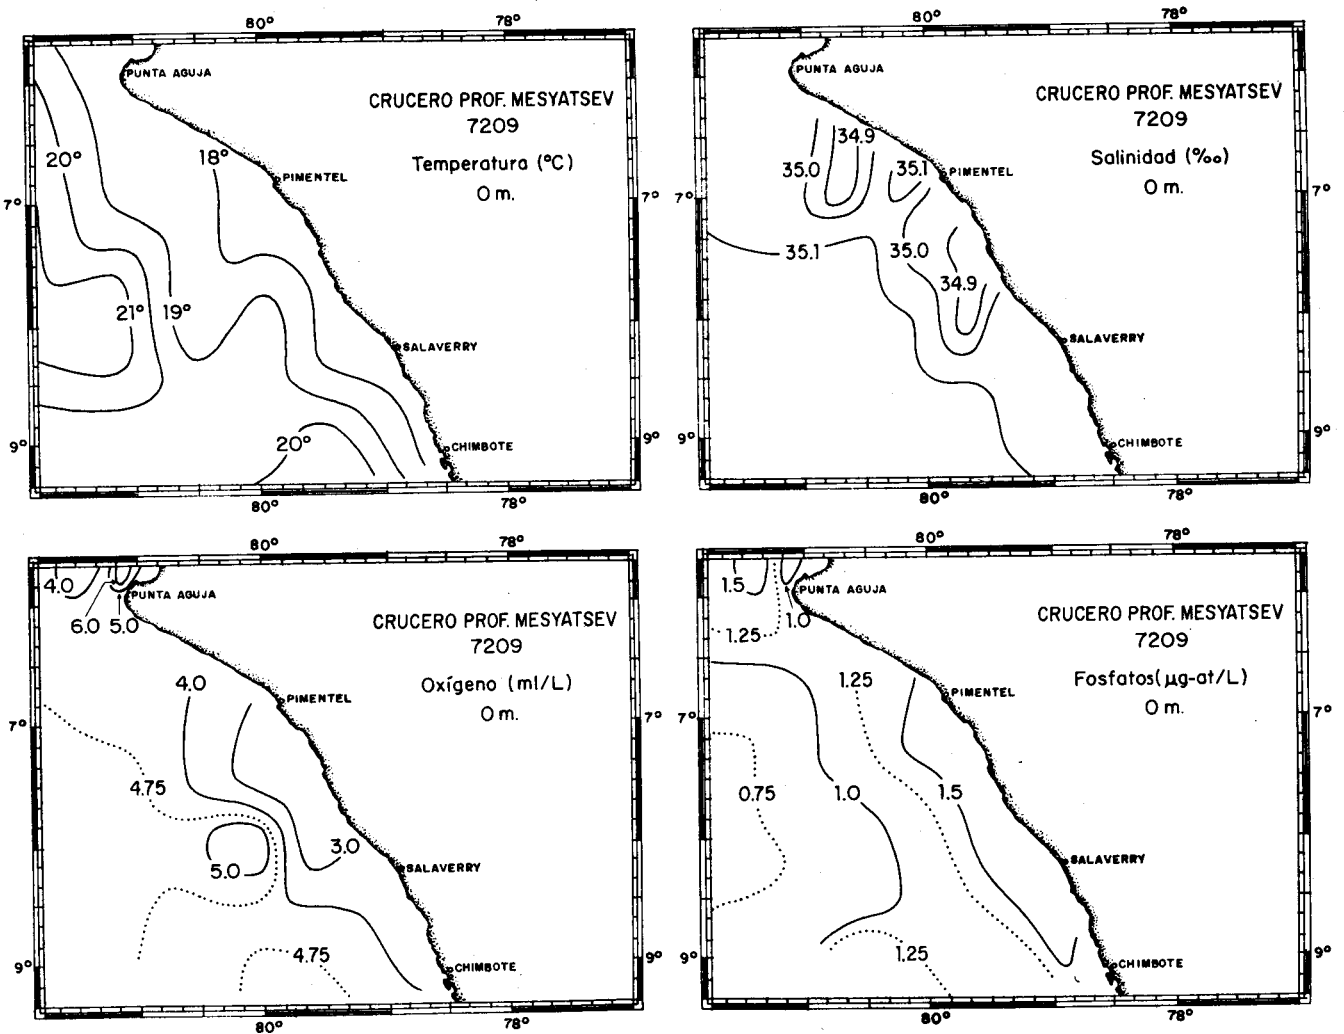 80°
78°
PUNTA AGUJA
CRUCERO PROF. MESYATSEV
7209
Temperatura (°C)
0 m.
20°
18°
PIMENTEL
7°
7°
21°
19°
SALAVERRY
20°
CHIMBOTE
9°
9°
80°
78°
80°
78°
PUNTA AGUJA
CRUCERO PROF. MESYATSEV
7209
Salinidad (‰)
0 m.
34.9
35.0
35.1
PIMENTEL
7°
7°
35.1
35.0
34.9
SALAVERRY
CHIMBOTE
9°
9°
80°
78°
80°
78°
4.0
PUNTA AGUJA
6.0
5.0
CRUCERO PROF. MESYATSEV
7209
Oxígeno (ml/L)
0 m.
4.0
PIMENTEL
7°
7°
4.75
3.0
5.0
SALAVERRY
4.75
CHIMBOTE
9°
9°
80°
78°
80°
78°
1.5
PUNTA AGUJA
1.0
1.25
CRUCERO PROF. MESYATSEV
7209
Fosfatos(µg-at/L)
0 m.
1.25
PIMENTEL
7°
7°
0.75
1.0
1.5
SALAVERRY
1.25
CHIMBOTE
9°
9°
80°
78°